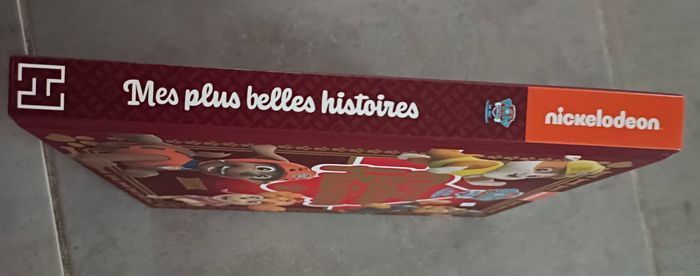 Mes plus belles histoires
nickelodeon